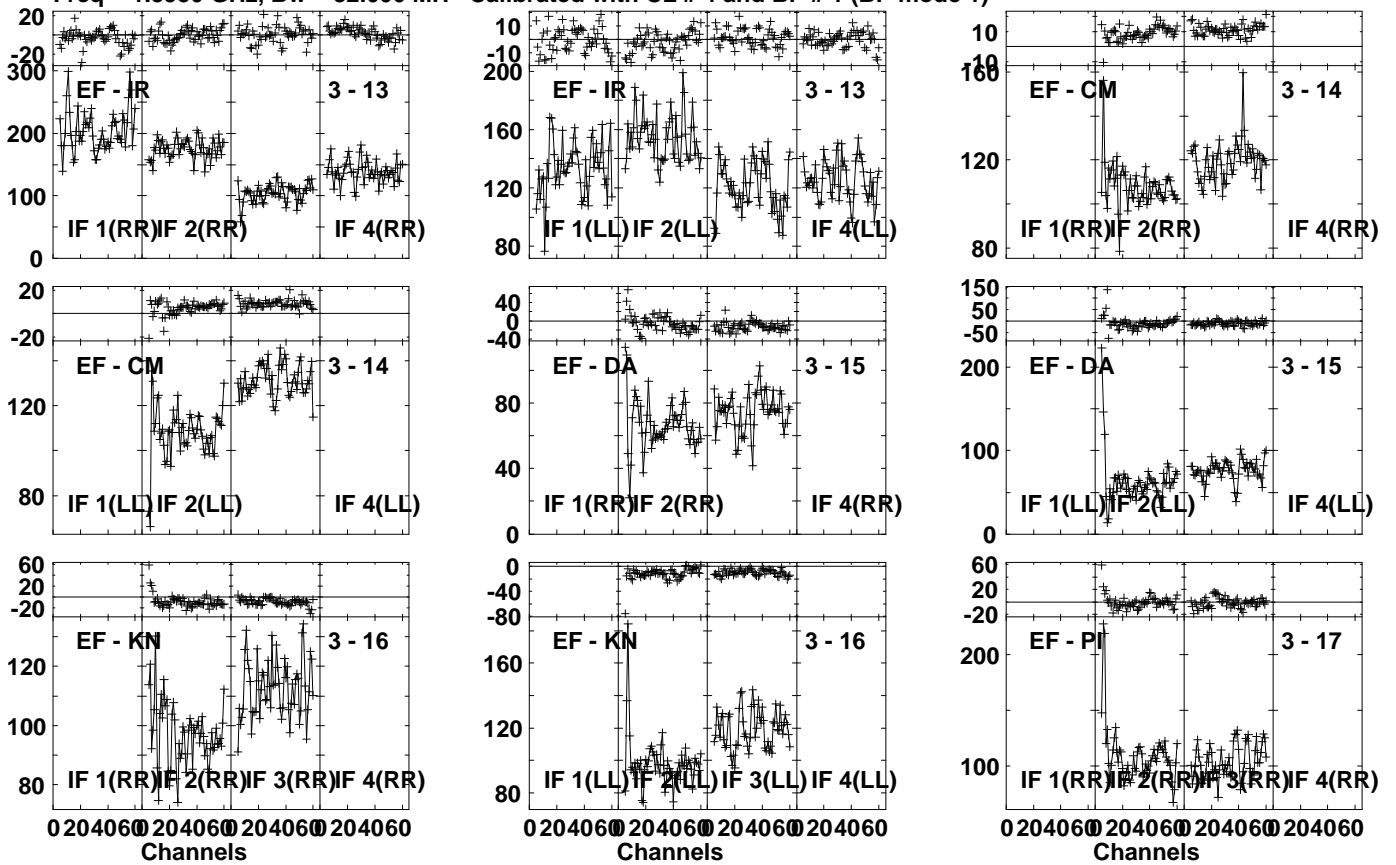 20
0
-20
300
200
100
0
EF - IR
3 - 13
IF 1(RR)
IF 2(RR)
IF 4(RR)
10
0
-10
200
160
120
80
EF - IR
3 - 13
IF 1(LL)
IF 2(LL)
IF 4(LL)
10
-10
160
120
80
EF - CM
3 - 14
IF 1(RR)
IF 2(RR)
IF 4(RR)
20
0
-20
120
80
EF - CM
3 - 14
IF 1(LL)
IF 2(LL)
IF 4(LL)
40
0
-40
80
40
0
EF - DA
3 - 15
IF 1(RR)
IF 2(RR)
IF 4(RR)
150
50
-50
200
100
0
EF - DA
3 - 15
IF 1(LL)
IF 2(LL)
IF 4(LL)
60
20
-20
120
100
80
EF - KN
3 - 16
IF 1(RR)
IF 2(RR)
IF 3(RR)
IF 4(RR)
0
-40
-80
160
120
80
EF - KN
3 - 16
IF 1(LL)
IF 2(LL)
IF 3(LL)
IF 4(LL)
60
20
-20
200
100
EF - PI
3 - 17
IF 1(RR)
IF 2(RR)
IF 3(RR)
IF 4(RR)
0 204060 0 204060 0 204060 0 204060
Channels
0 204060 0 204060 0 204060 0 204060
Channels
0 204060 0 204060 0 204060 0 204060
Channels